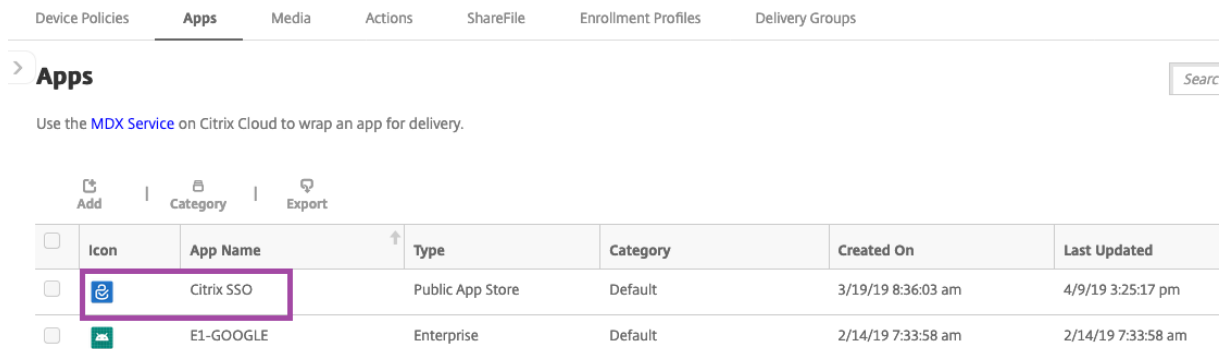 Device Policies Apps Media Actions ShareFile Enrollment Profiles Delivery Groups
Apps
Searc
Use the MDX Service on Citrix Cloud to wrap an app for delivery.
Add | Category | Export
Icon App Name Type Category Created On Last Updated
Citrix SSO Public App Store Default 3/19/19 8:36:03 am 4/9/19 3:25:17 pm
E1-GOOGLE Enterprise Default 2/14/19 7:33:58 am 2/14/19 7:33:58 am